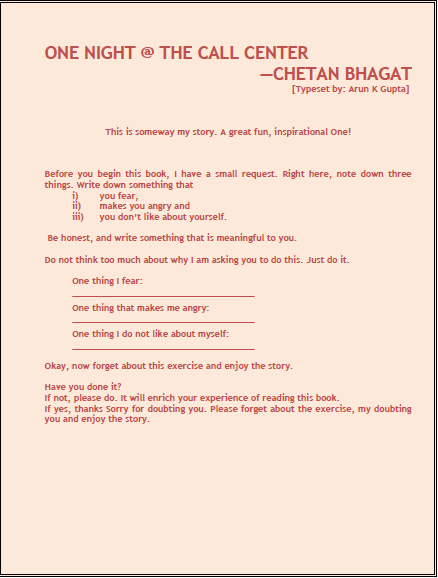 ONE NIGHT @ THE CALL CENTER
—CHETAN BHAGAT
[Typeset by: Arun K Gupta]
This is someway my story. A great fun, inspirational One!
Before you begin this book, I have a small request. Right here, note down three
things. Write down something that
i) you fear,
ii) makes you angry and
iii) you don't like about yourself.
Be honest, and write something that is meaningful to you.
Do not think too much about why I am asking you to do this. Just do it.
One thing I fear:
One thing that makes me angry:
One thing I do not like about myself:
Okay, now forget about this exercise and enjoy the story.
Have you done it?
If not, please do. It will enrich your experience of reading this book.
If yes, thanks Sorry for doubting you. Please forget about the exercise, my doubting
you and enjoy the story.